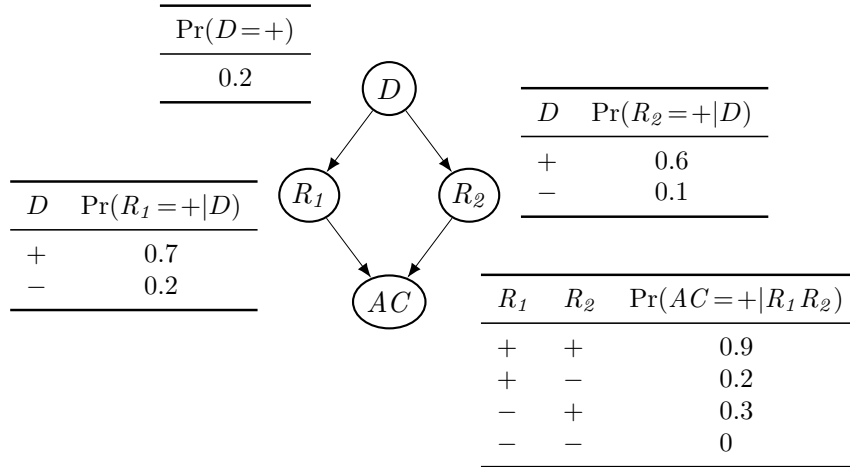 Pr(D=+)
0.2
D
D Pr(R₂=+|D)
+ 0.6
− 0.1
R₁
R₂
D Pr(R₁=+|D)
+ 0.7
− 0.2
AC
R₁ R₂ Pr(AC=+|R₁R₂)
+ + 0.9
+ − 0.2
− + 0.3
− − 0